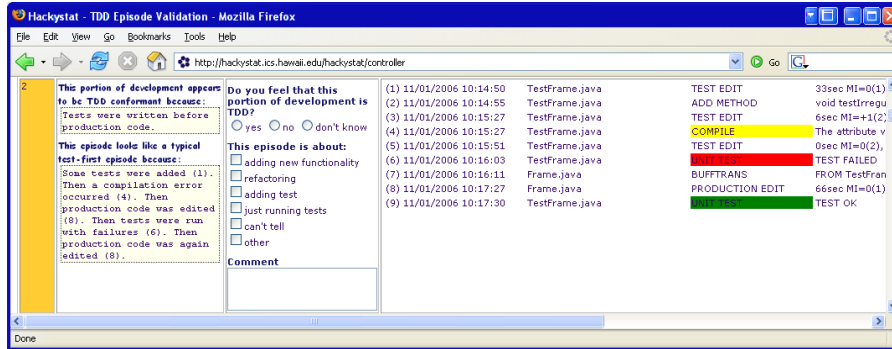 Hackystat - TDD Episode Validation - Mozilla Firefox
File Edit View Go Bookmarks Tools Help
http://hackystat.ics.hawaii.edu/hackystat/controller Go G
2
This portion of development appears
to be TDD conformant because:
Tests were written before
production code.
This episode looks like a typical
test-first episode because:
Some tests were added (1).
Then a compilation error
occurred (4). Then
production code was edited
(8). Then tests were run
with failures (6). Then
production code was again
edited (8).
Do you feel that this
portion of development is
TDD?
yes no don't know
This episode is about:
adding new functionality
refactoring
adding test
just running tests
can't tell
other
Comment
(1) 11/01/2006 10:14:50 TestFrame.java TEST EDIT 33sec MI=0(1)
(2) 11/01/2006 10:14:55 TestFrame.java ADD METHOD void testIrregu
(3) 11/01/2006 10:15:27 TestFrame.java TEST EDIT 6sec MI=+1(2)
(4) 11/01/2006 10:15:27 TestFrame.java COMPILE The attribute v
(5) 11/01/2006 10:15:51 TestFrame.java TEST EDIT 0sec MI=0(2),
(6) 11/01/2006 10:16:03 TestFrame.java UNIT TEST TEST FAILED
(7) 11/01/2006 10:16:11 Frame.java BUFFTRANS FROM TestFran
(8) 11/01/2006 10:17:27 Frame.java PRODUCTION EDIT 66sec MI=0(1)
(9) 11/01/2006 10:17:30 TestFrame.java UNIT TEST TEST OK
Done